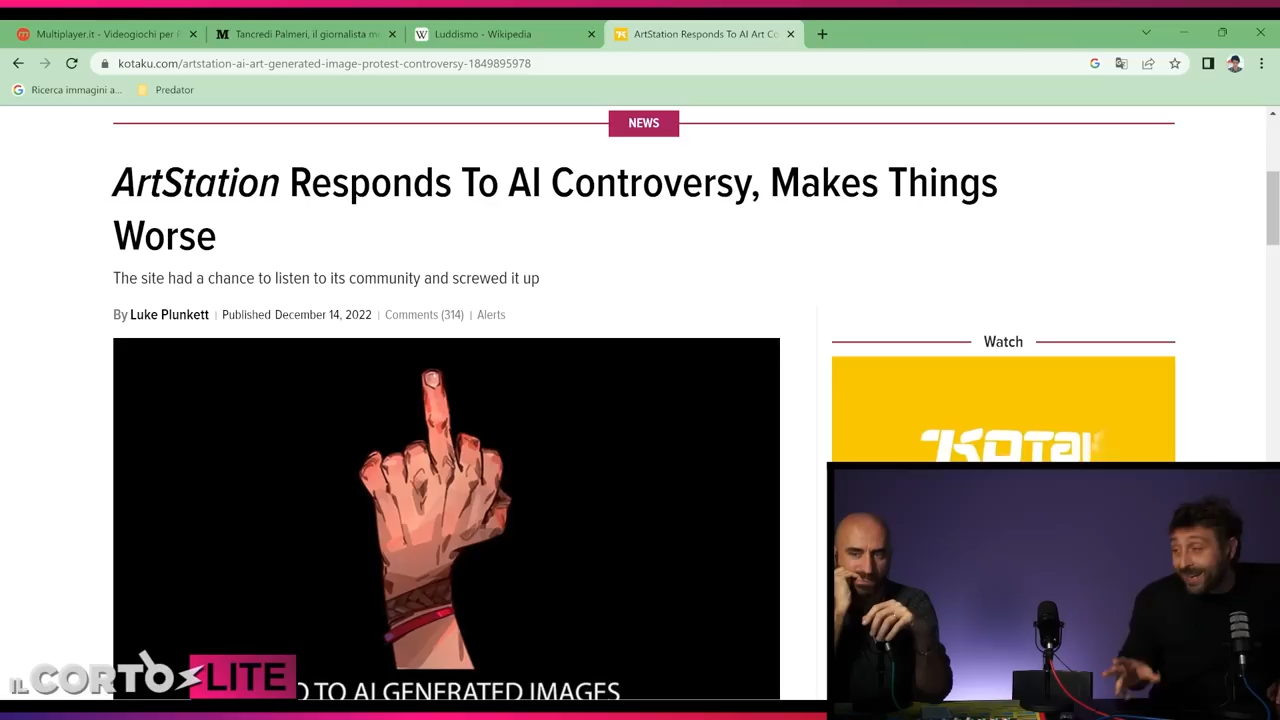 Multiplayer.it - Videogiochi per
Tancredi Palmeri, il giornalista m
Luddismo - Wikipedia
ArtStation Responds To AI Art Co
kotaku.com/artstation-ai-art-generated-image-protest-controversy-1849895978
Ricerca immagini a...
Predator
NEWS
ArtStation Responds To AI Controversy, Makes Things
Worse
The site had a chance to listen to its community and screwed it up
By Luke Plunkett | Published December 14, 2022 | Comments (314) | Alerts
Watch
KOTAK
O TO AI GENERATED IMAGES
IL CORTO LITE